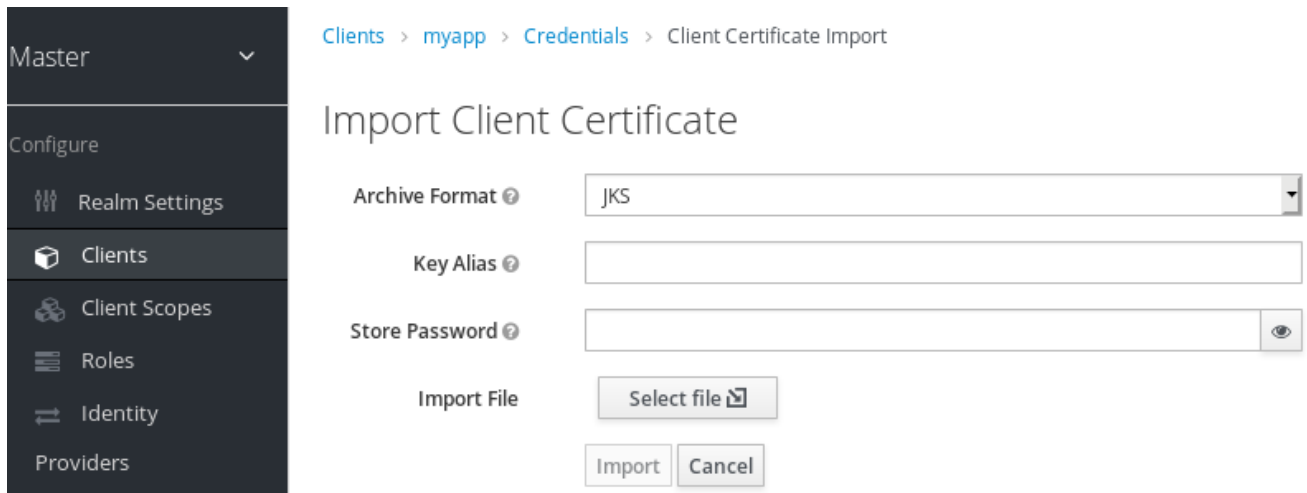 Master
Configure
Realm Settings
Clients
Client Scopes
Roles
Identity
Providers
Clients > myapp > Credentials > Client Certificate Import
Import Client Certificate
Archive Format
JKS
Key Alias
Store Password
Import File
Select file
Import
Cancel